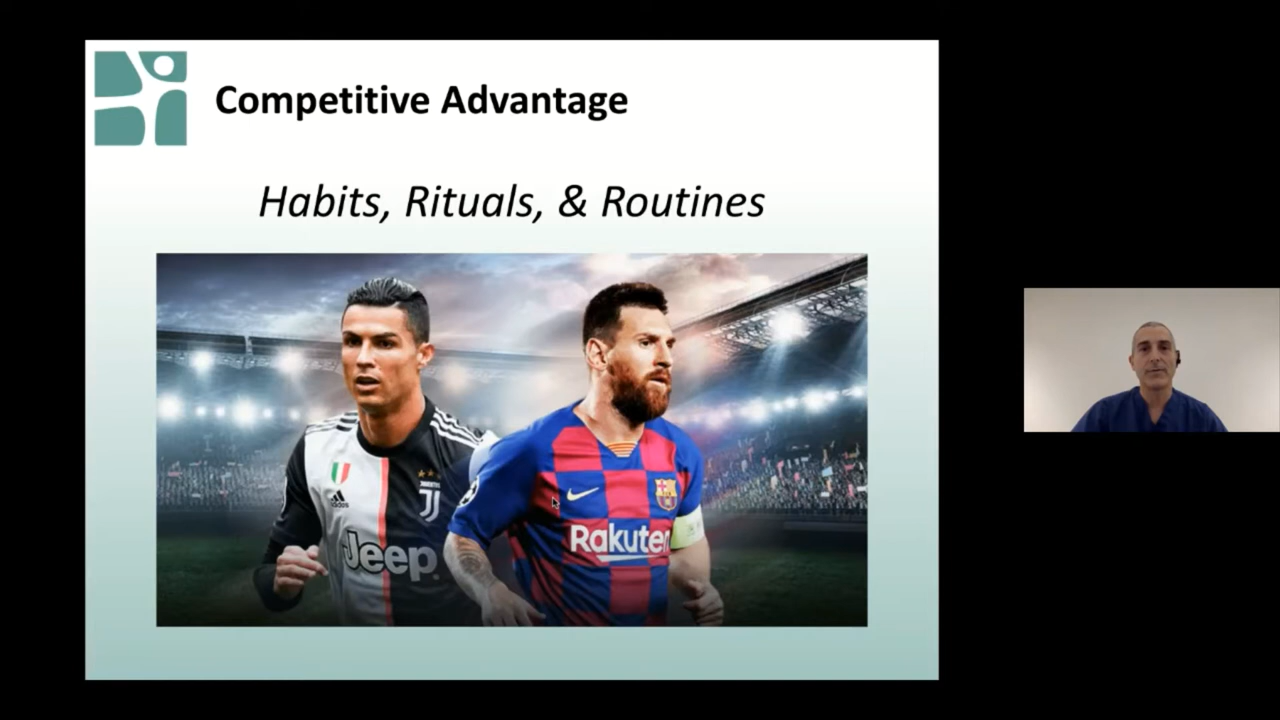 Competitive Advantage
Habits, Rituals, & Routines
adidas
Jeep
Rakuten